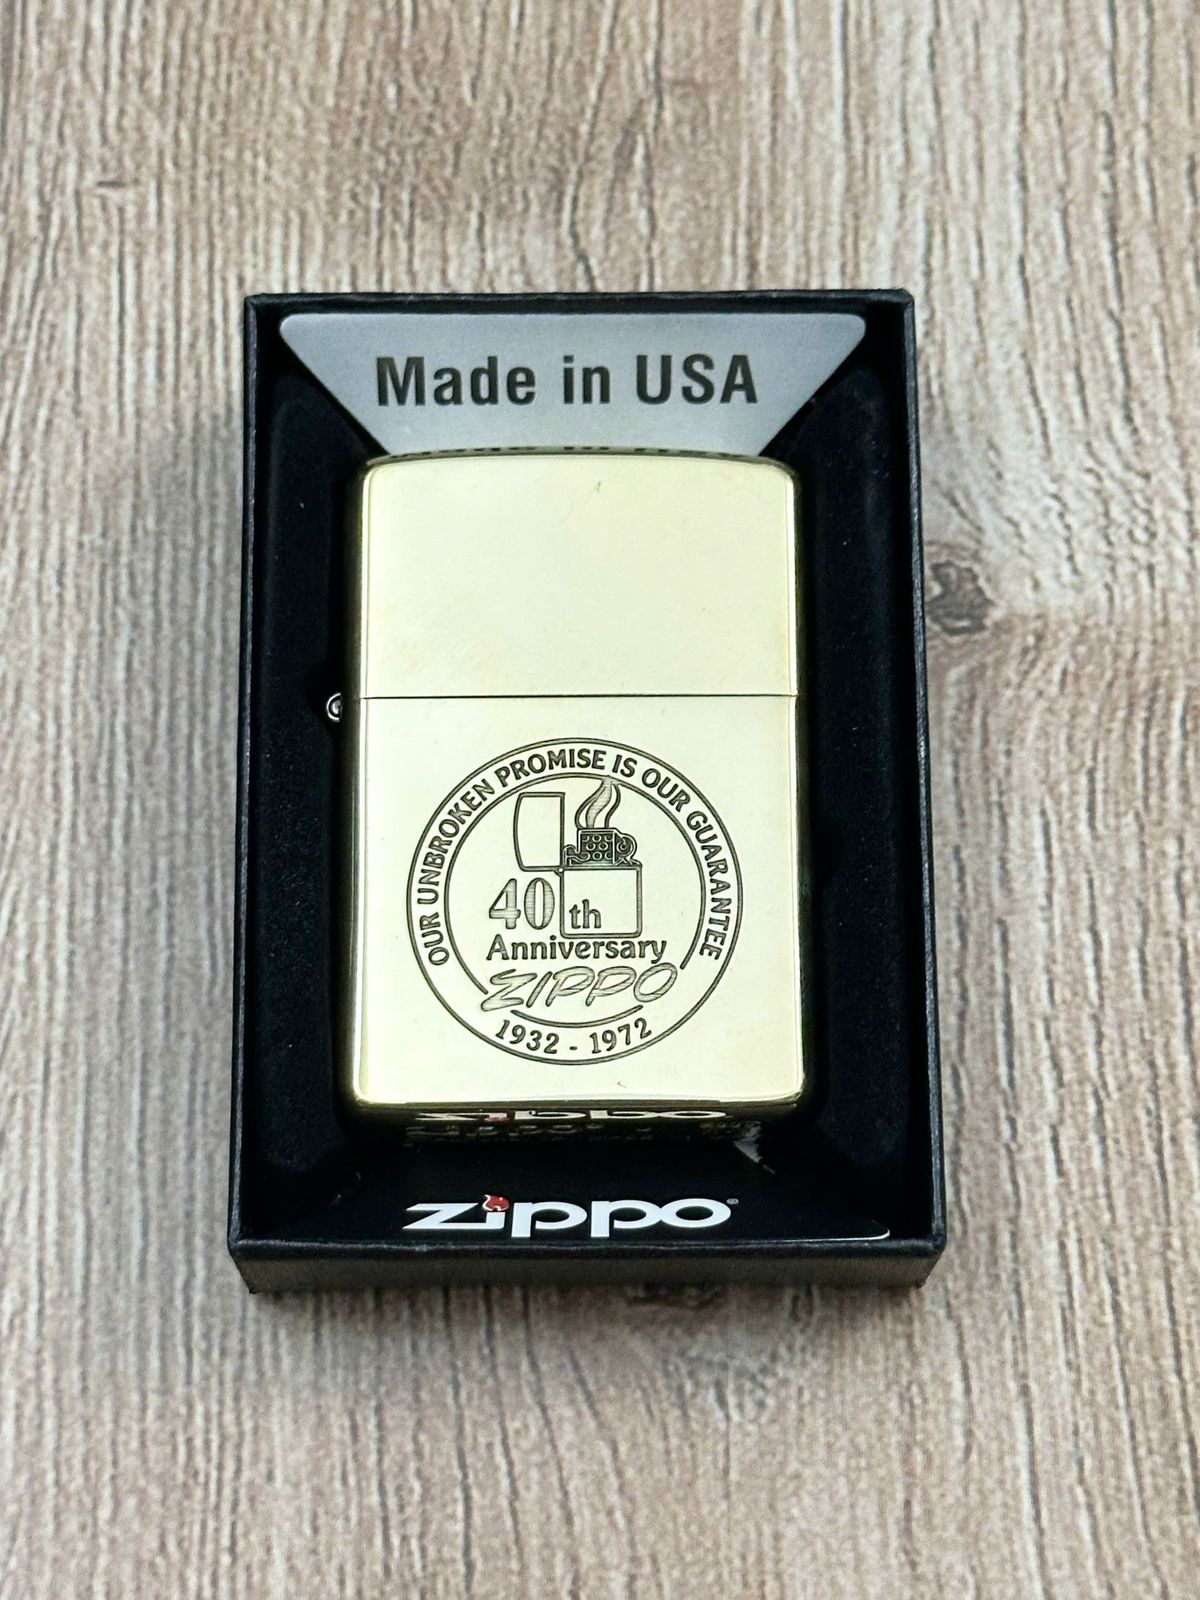 Made in USA
OUR UNBROKEN PROMISE IS OUR GUARANTEE
40th
Anniversary
ZIPPO
1932 - 1972
zippo®